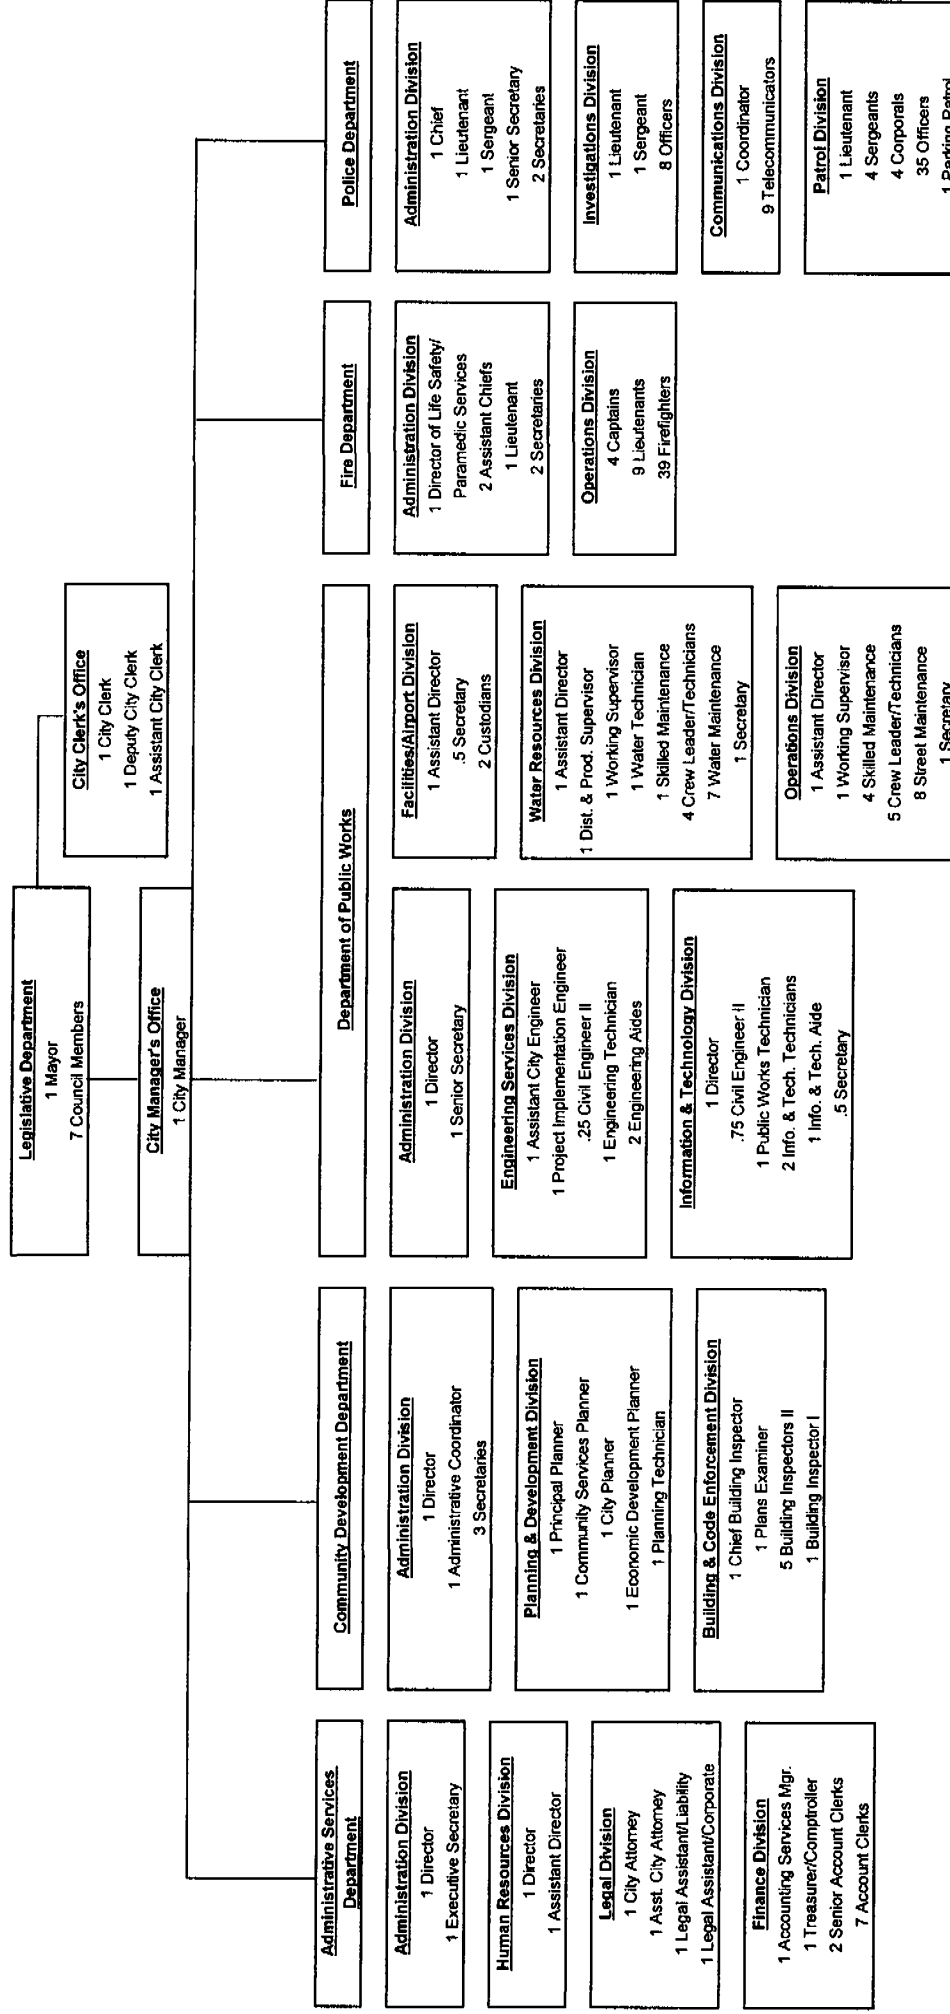 Legislative Department
1 Mayor
7 Council Members
City Clerk's Office
1 City Clerk
1 Deputy City Clerk
1 Assistant City Clerk
City Manager's Office
1 City Manager
Administrative Services
Department
Administration Division
1 Director
1 Executive Secretary
Human Resources Division
1 Director
1 Assistant Director
Legal Division
1 City Attorney
1 Asst. City Attorney
1 Legal Assistant/Liability
1 Legal Assistant/Corporate
Finance Division
1 Accounting Services Mgr.
1 Treasurer/Comptroller
2 Senior Account Clerks
7 Account Clerks
Community Development Department
Administration Division
1 Director
1 Administrative Coordinator
3 Secretaries
Planning & Development Division
1 Principal Planner
1 Community Services Planner
1 City Planner
1 Economic Development Planner
1 Planning Technician
Building & Code Enforcement Division
1 Chief Building Inspector
1 Plans Examiner
5 Building Inspectors II
1 Building Inspector I
Department of Public Works
Administration Division
1 Director
1 Senior Secretary
Engineering Services Division
1 Assistant City Engineer
1 Project Implementation Engineer
.25 Civil Engineer II
1 Engineering Technician
2 Engineering Aides
Information & Technology Division
1 Director
.75 Civil Engineer II
1 Public Works Technician
2 Info. & Tech. Technicians
1 Info. & Tech. Aide
.5 Secretary
Facilities/Airport Division
1 Assistant Director
.5 Secretary
2 Custodians
Water Resources Division
1 Assistant Director
1 Dist. & Prod. Supervisor
1 Working Supervisor
1 Water Technician
1 Skilled Maintenance
4 Crew Leader/Technicians
7 Water Maintenance
1 Secretary
Operations Division
1 Assistant Director
1 Working Supervisor
4 Skilled Maintenance
5 Crew Leader/Technicians
8 Street Maintenance
1 Secretary
Fire Department
Administration Division
1 Director of Life Safety/
Paramedic Services
2 Assistant Chiefs
1 Lieutenant
2 Secretaries
Operations Division
4 Captains
9 Lieutenants
39 Firefighters
Police Department
Administration Division
1 Chief
1 Lieutenant
1 Sergeant
1 Senior Secretary
2 Secretaries
Investigations Division
1 Lieutenant
1 Sergeant
8 Officers
Communications Division
1 Coordinator
9 Telecommunicators
Patrol Division
1 Lieutenant
4 Sergeants
4 Corporals
35 Officers
1 Parking Patrol